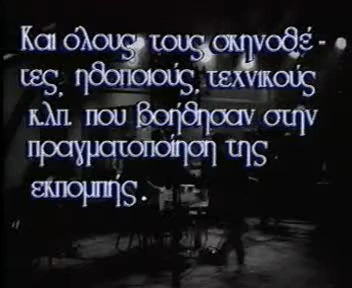 Και όλους τους σκηνοθέ-
τες, ηθοποιούς, τεχνικούς
κ.λπ. που βοήθησαν στην
πραγματοποίηση της
εκπομπής.